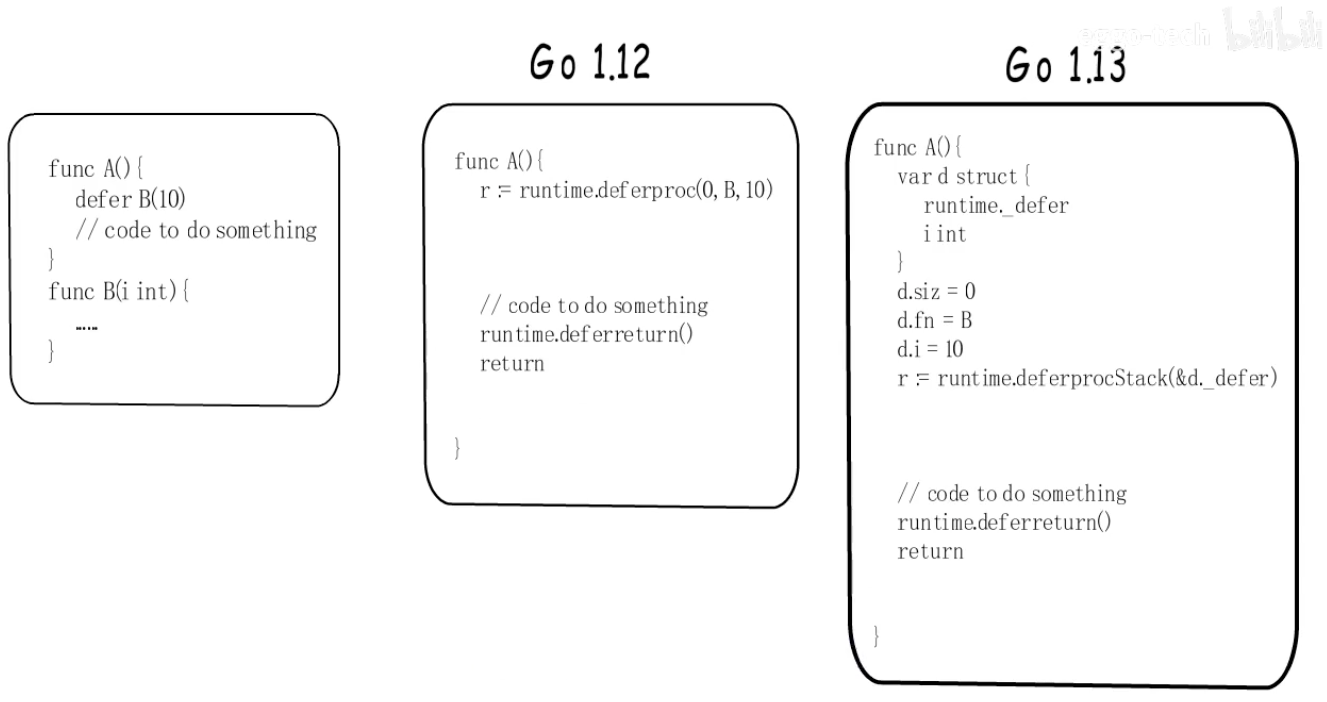 bilibili
Go 1.12
Go 1.13
func A(){
defer B(10)
// code to do something
}
func B(i int){
.....
}
func A(){
r := runtime.deferproc(0, B, 10)
// code to do something
runtime.deferreturn()
return
}
func A(){
var d struct{
runtime._defer
i int
}
d.siz = 0
d.fn = B
d.i = 10
r := runtime.deferprocStack(&d._defer)
// code to do something
runtime.deferreturn()
return
}